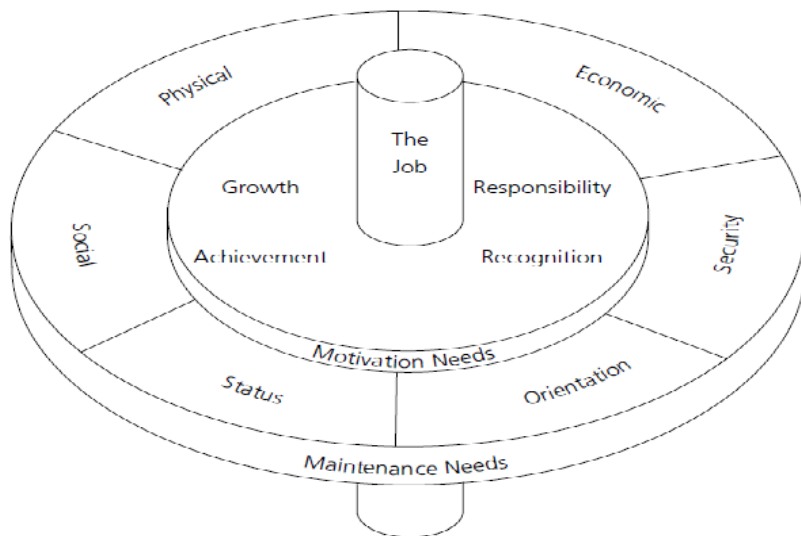 Physical
Economic
The
Job
Growth
Responsibility
Social
Security
Achievement
Recognition
Motivation Needs
Status
Orientation
Maintenance Needs